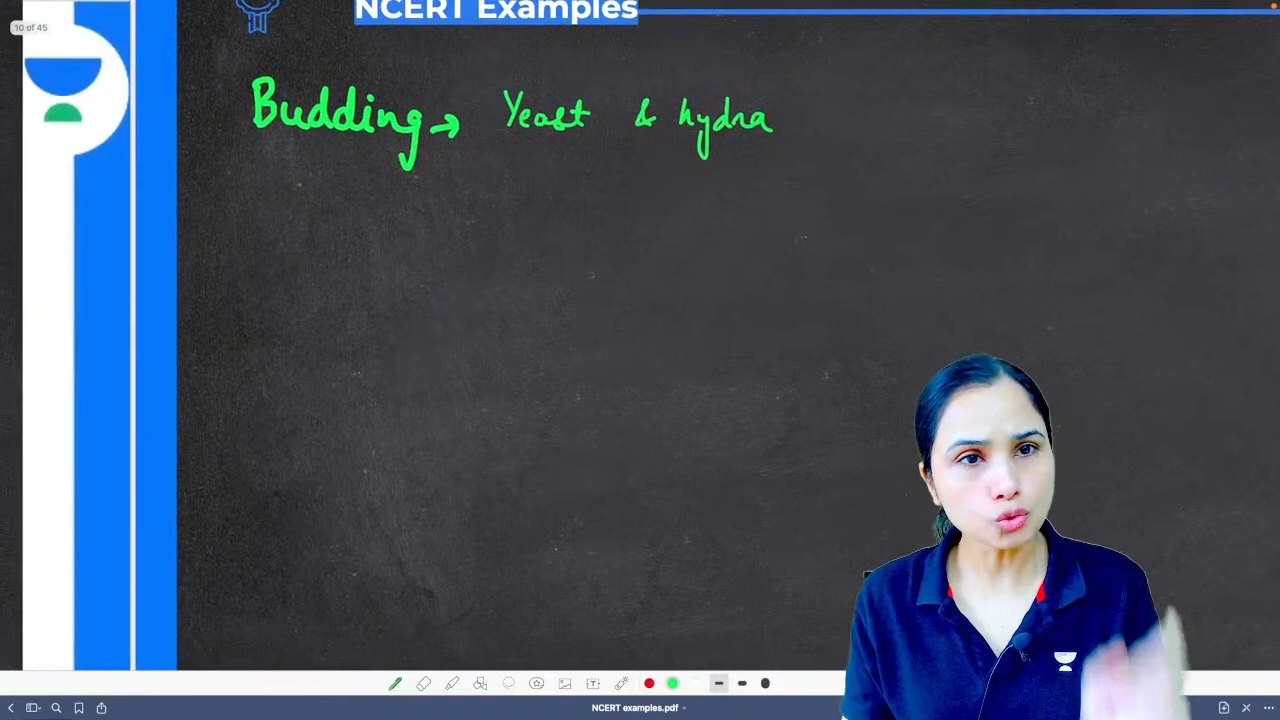 NCERT Examples
10 of 45
Budding → Yeast & hydra
NCERT examples.pdf